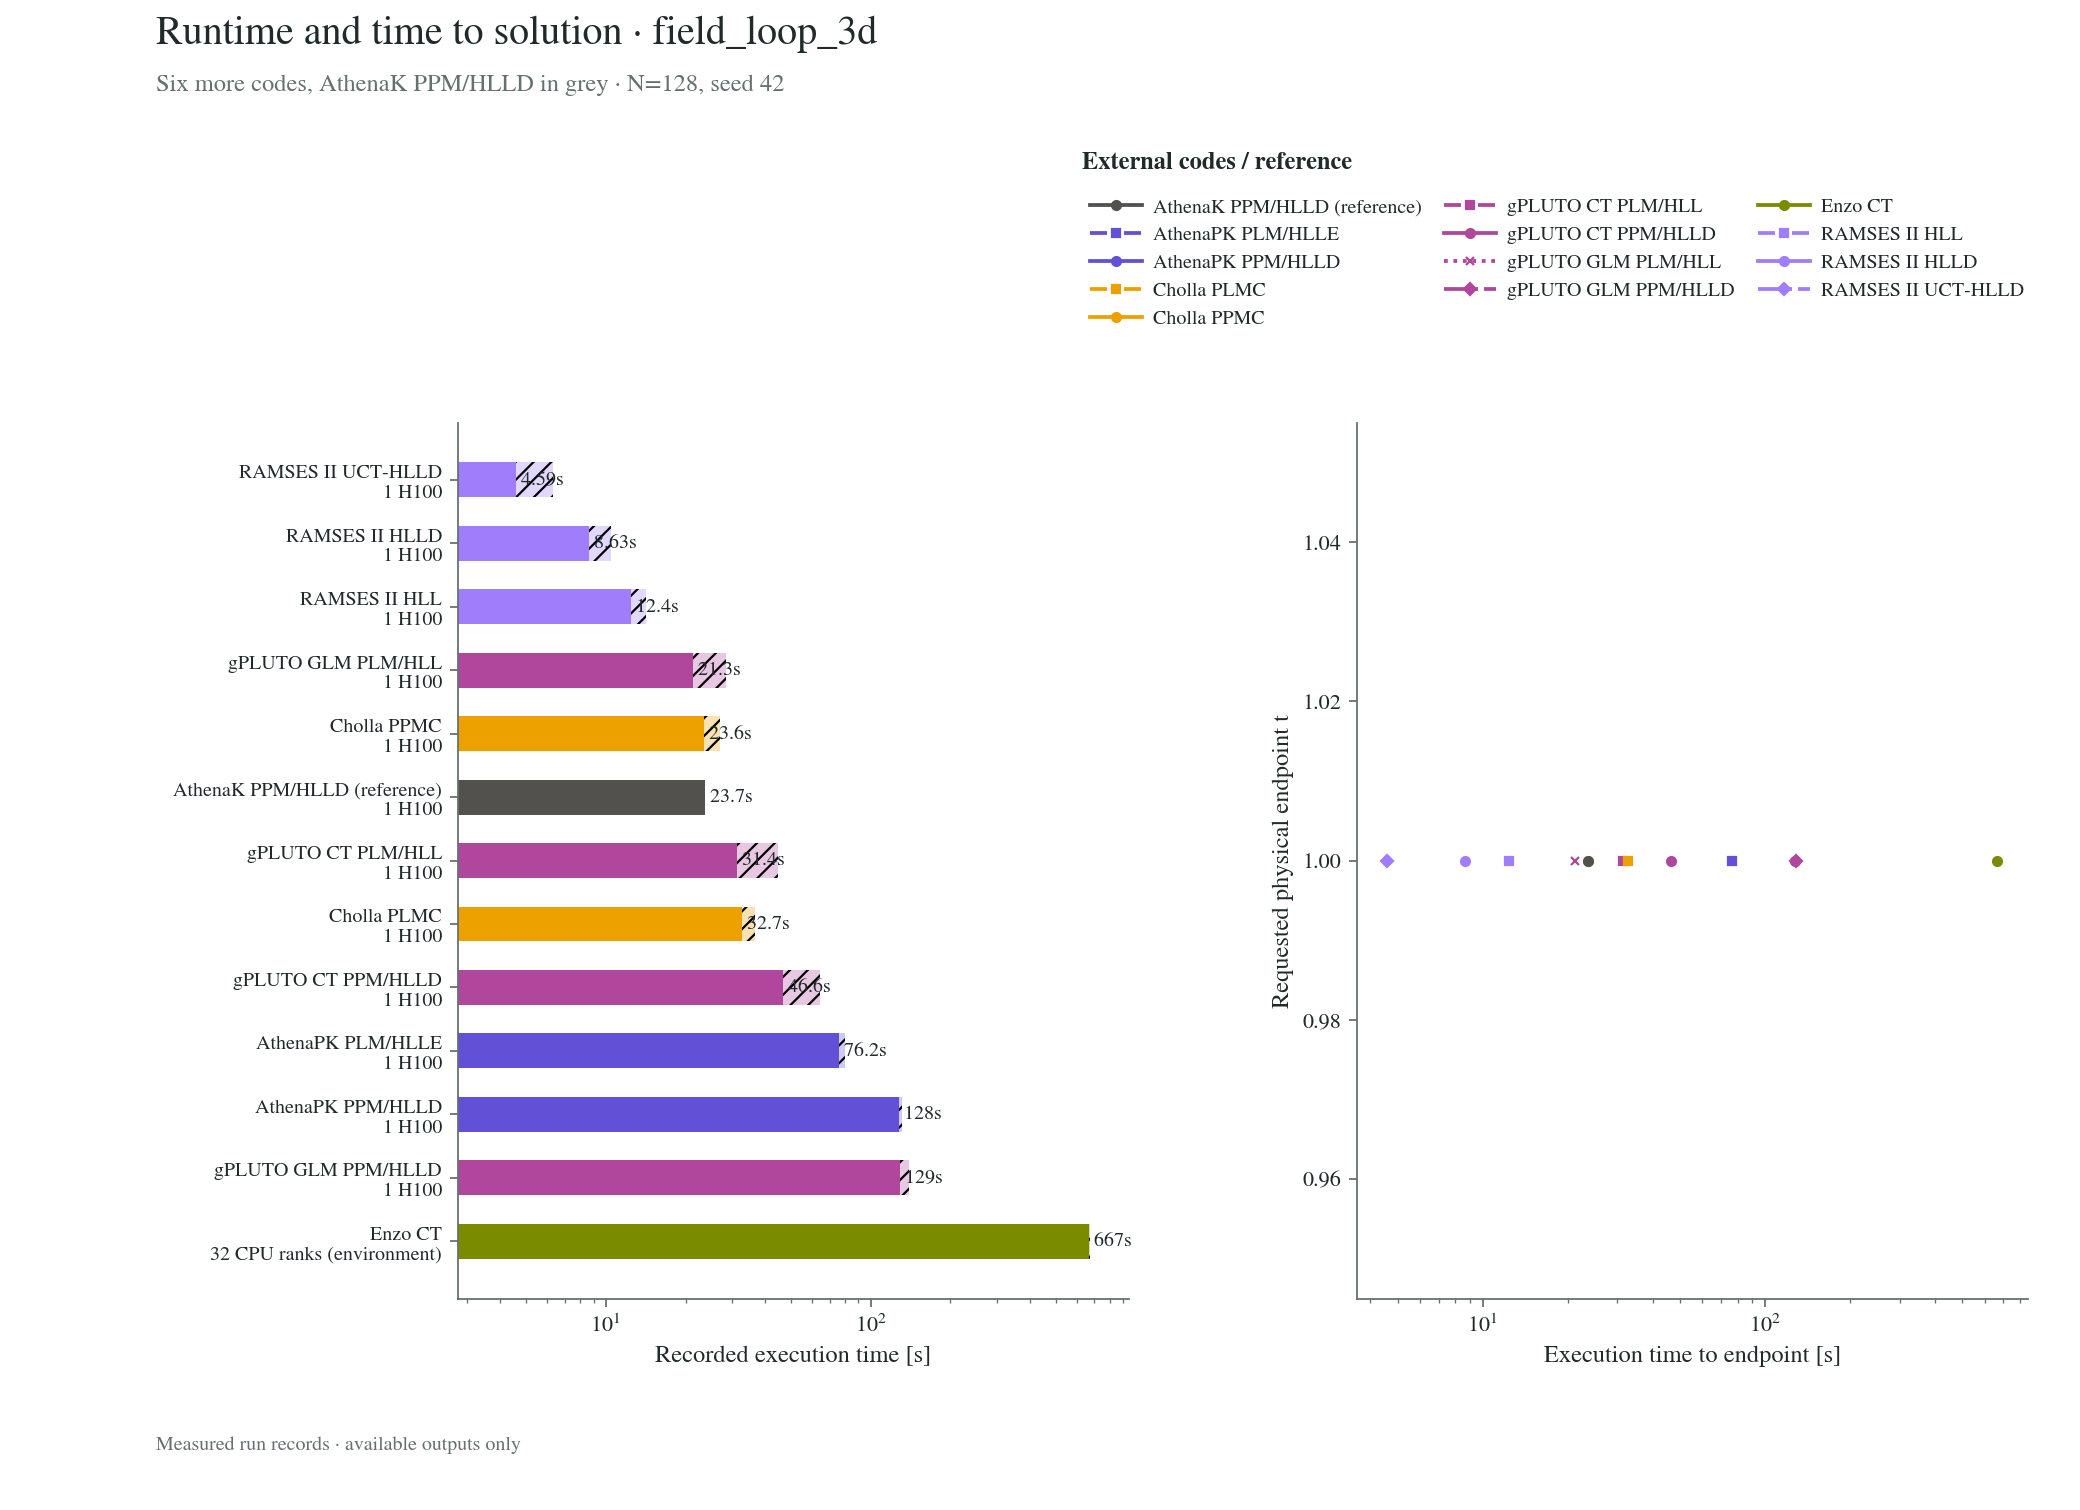 Runtime and time to solution · field_loop_3d
Six more codes, AthenaK PPM/HLLD in grey · N=128, seed 42
External codes / reference
AthenaK PPM/HLLD (reference)
AthenaPK PLM/HLLE
AthenaPK PPM/HLLD
Cholla PLMC
Cholla PPMC
gPLUTO CT PLM/HLL
gPLUTO CT PPM/HLLD
gPLUTO GLM PLM/HLL
gPLUTO GLM PPM/HLLD
Enzo CT
RAMSES II HLL
RAMSES II HLLD
RAMSES II UCT-HLLD
RAMSES II UCT-HLLD
1 H100
4.59s
RAMSES II HLLD
1 H100
8.63s
RAMSES II HLL
1 H100
12.4s
gPLUTO GLM PLM/HLL
1 H100
21.3s
Cholla PPMC
1 H100
23.6s
AthenaK PPM/HLLD (reference)
1 H100
23.7s
gPLUTO CT PLM/HLL
1 H100
31.4s
Cholla PLMC
1 H100
32.7s
gPLUTO CT PPM/HLLD
1 H100
46.6s
AthenaPK PLM/HLLE
1 H100
76.2s
AthenaPK PPM/HLLD
1 H100
128s
gPLUTO GLM PPM/HLLD
1 H100
129s
Enzo CT
32 CPU ranks (environment)
667s
10¹
10²
Recorded execution time [s]
Requested physical endpoint t
1.04
1.02
1.00
0.98
0.96
10¹
10²
Execution time to endpoint [s]
Measured run records · available outputs only